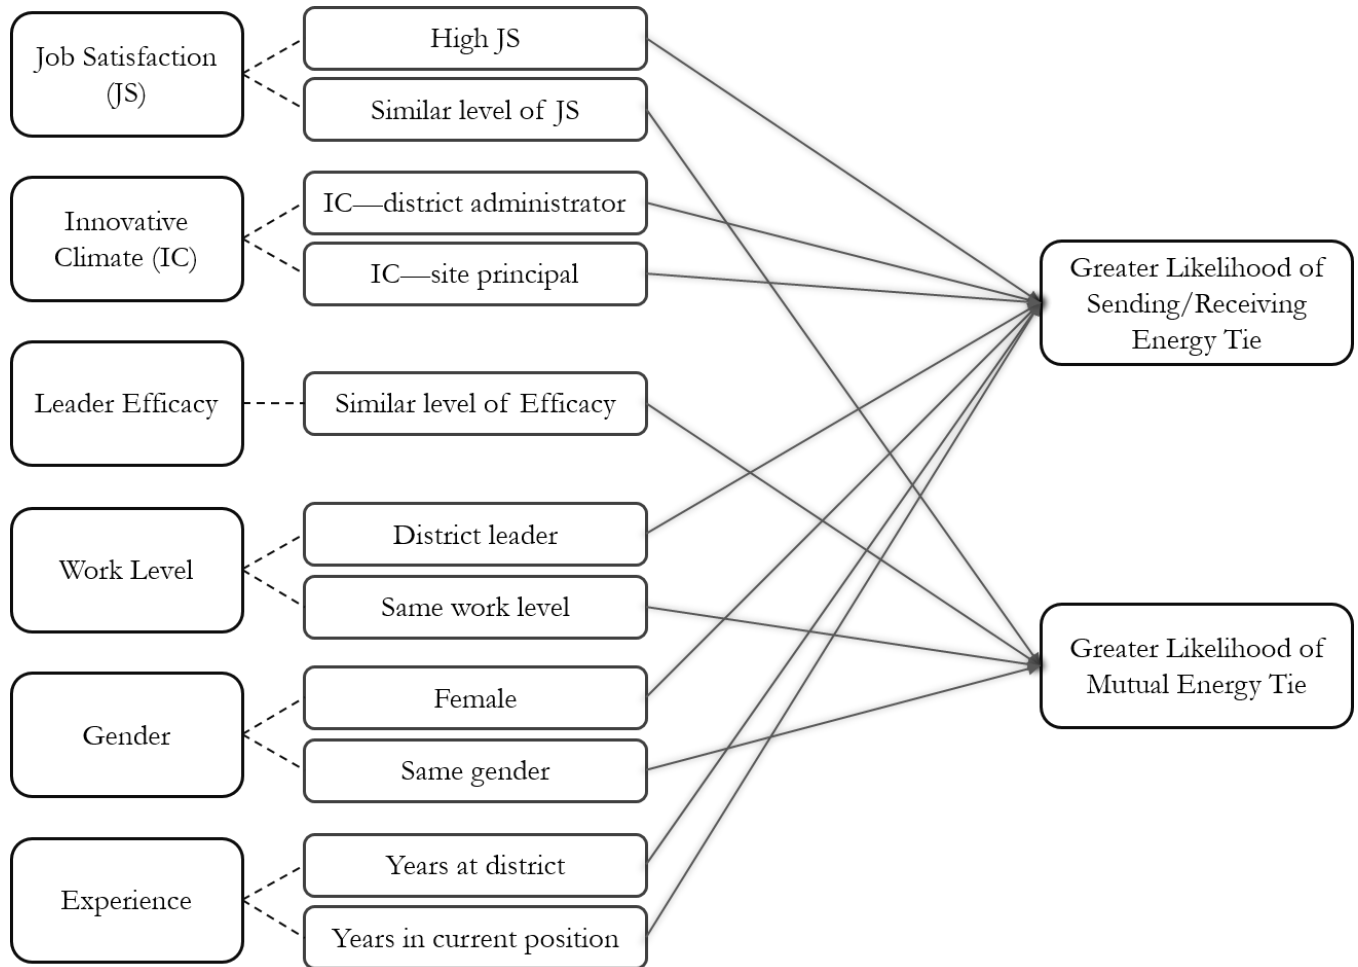 Job Satisfaction
(JS)
High JS
Similar level of JS
Innovative
Climate (IC)
IC—district administrator
IC—site principal
Leader Efficacy
Similar level of Efficacy
Work Level
District leader
Same work level
Gender
Female
Same gender
Experience
Years at district
Years in current position
Greater Likelihood of
Sending/Receiving
Energy Tie
Greater Likelihood of
Mutual Energy Tie